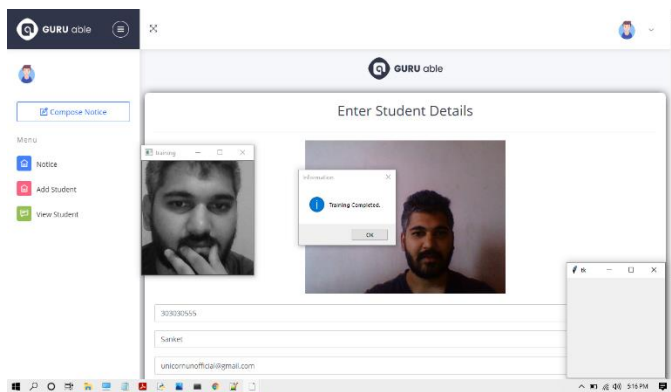 GURU able
GURU able
Compose Notice
Enter Student Details
Menu
Notice
Add Student
View Student
training
Information
Training Completed.
OK
tk
303030555
Sanket
unicornunofficial@gmail.com
5:16 PM